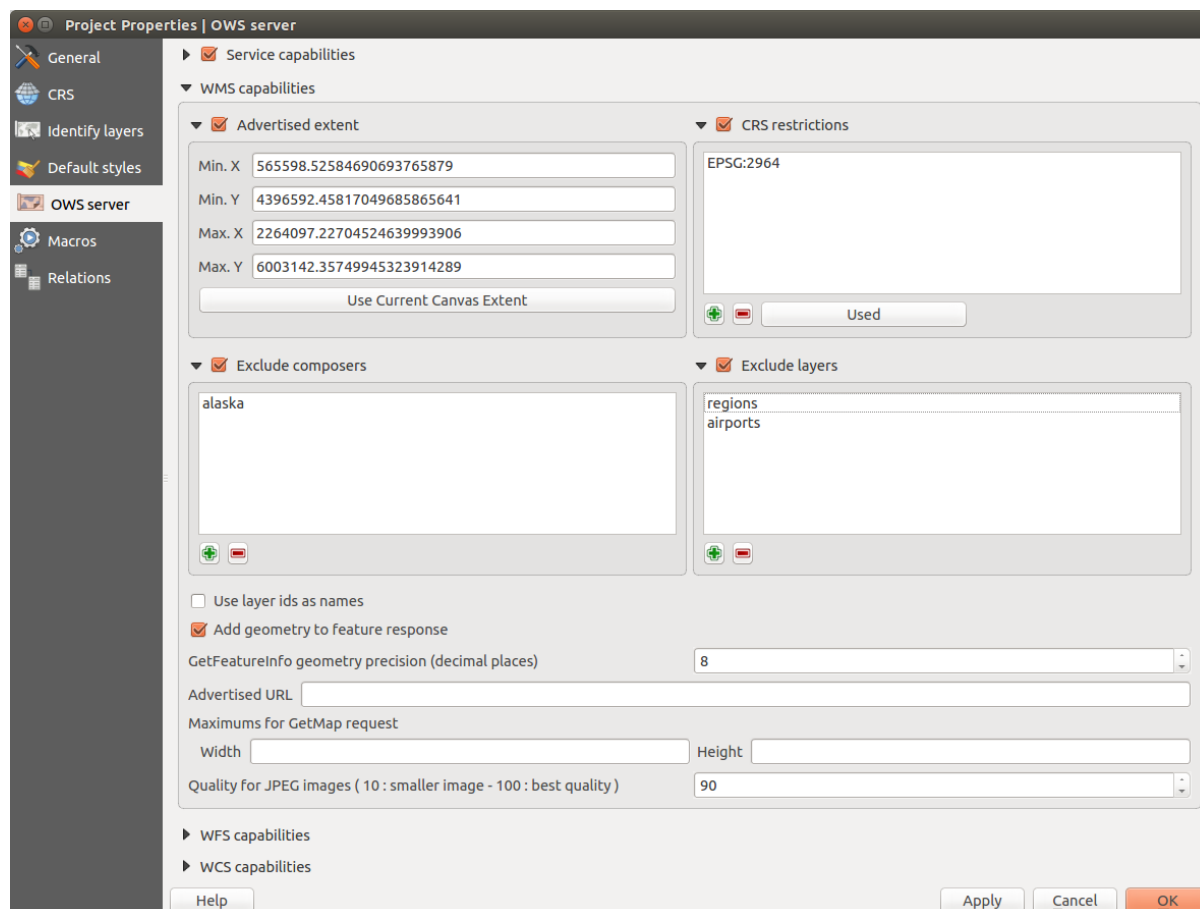 Project Properties | OWS server
General
CRS
Identify layers
Default styles
OWS server
Macros
Relations
Service capabilities
WMS capabilities
Advertised extent
Min. X 565598.52584690693765879
Min. Y 4396592.45817049685865641
Max. X 2264097.22704524639993906
Max. Y 6003142.35749945323914289
Use Current Canvas Extent
CRS restrictions
EPSG:2964
Used
Exclude composers
alaska
Exclude layers
regions
airports
Use layer ids as names
Add geometry to feature response
GetFeatureInfo geometry precision (decimal places) 8
Advertised URL
Maximums for GetMap request
Width Height
Quality for JPEG images ( 10 : smaller image - 100 : best quality ) 90
WFS capabilities
WCS capabilities
Help Apply Cancel OK